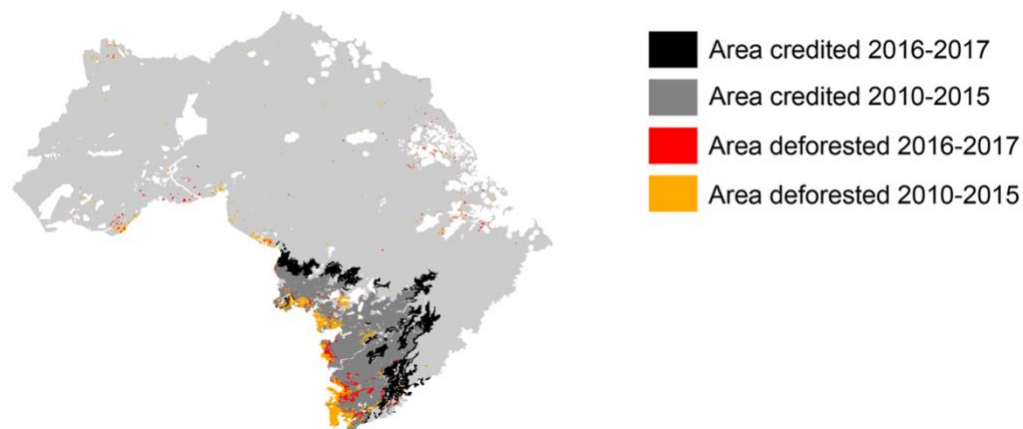 Area credited 2016-2017
Area credited 2010-2015
Area deforested 2016-2017
Area deforested 2010-2015